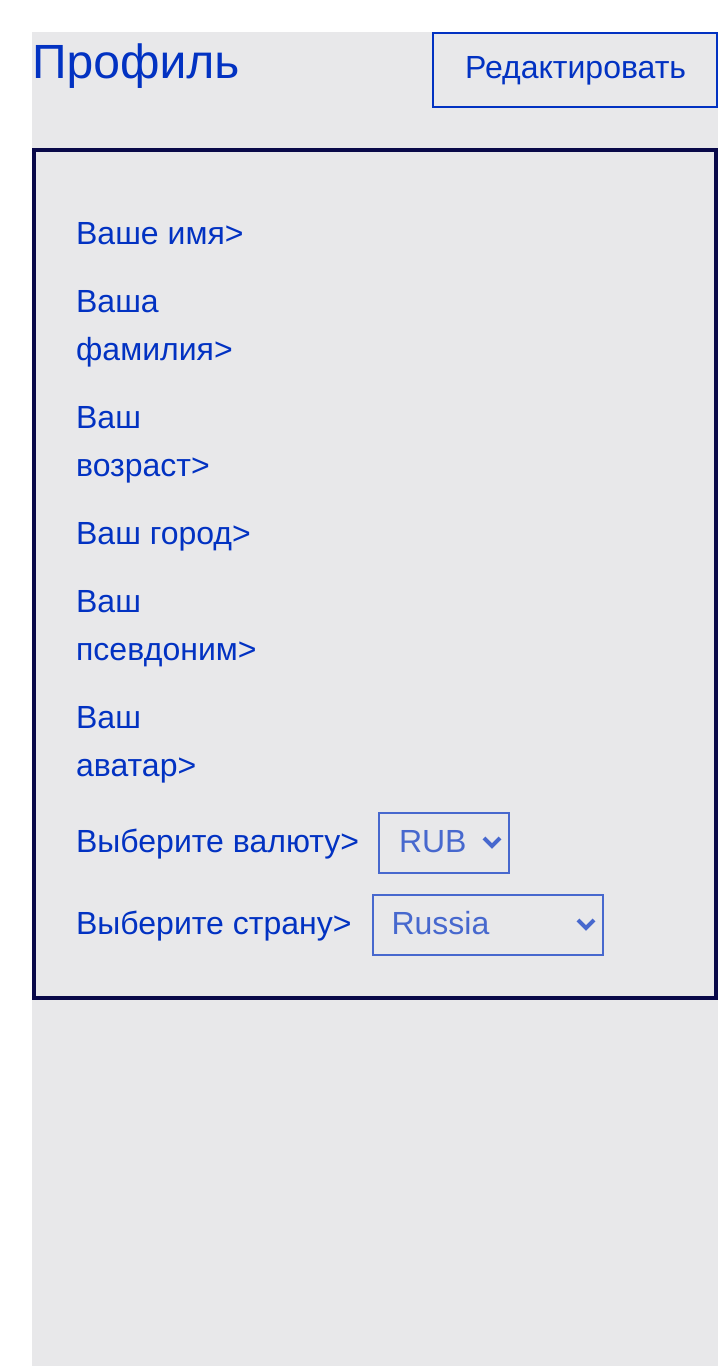 Профиль
Редактировать
Ваше имя>
Ваша
фамилия>
Ваш
возраст>
Ваш город>
Ваш
псевдоним>
Ваш
аватар>
Выберите валюту> RUB
Выберите страну> Russia